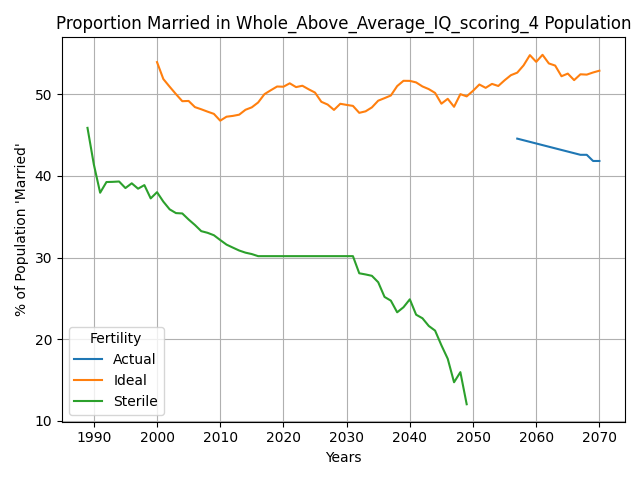 Proportion Married in Whole_Above_Average_IQ_scoring_4 Population
% of Population 'Married'
50
40
30
20
10
Fertility
Actual
Ideal
Sterile
1990 2000 2010 2020 2030 2040 2050 2060 2070
Years